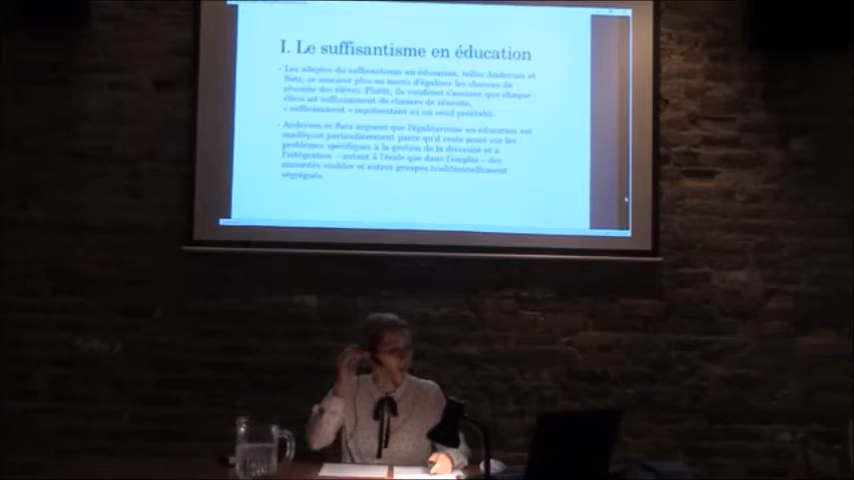 I. Le suffisantisme en éducation
- Les adeptes du suffisantisme en éducation, telles Anderson et
Satz, se soucient plus ou moins d'égaliser les chances de
réussite des élèves. Plutôt, ils voudront s'assurer que chaque
élève ait suffisamment de chances de réussite,
« suffisamment » représentant ici un seuil précisé.
- Anderson et Satz arguent que l'égalitarisme en éducation est
inadéquat particulièrement parce qu'il reste muet sur les
problèmes spécifiques à la gestion de la diversité et à
l'intégration – autant à l'école que dans l'emploi – des
minorités visibles et autres groupes traditionnellement
ségrégués.